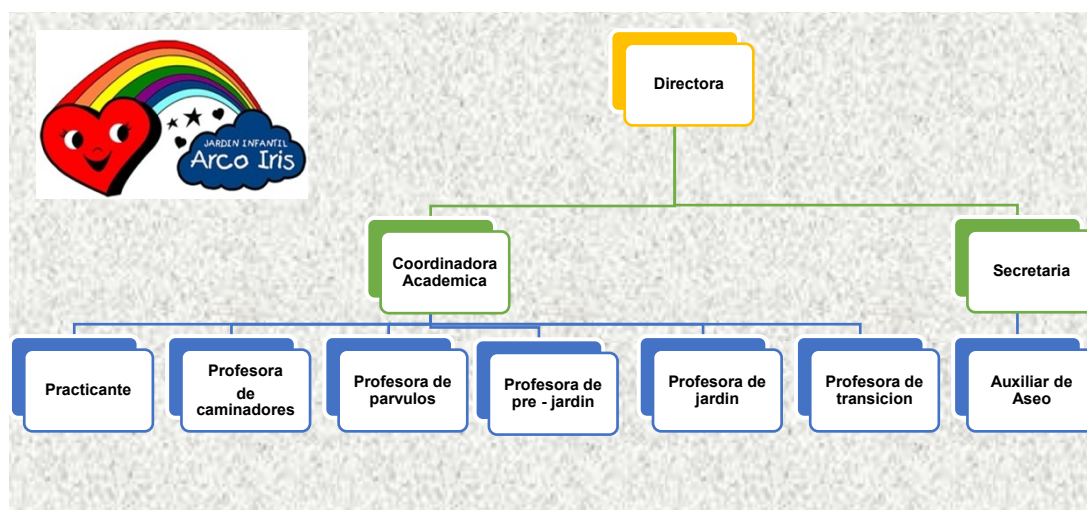 JARDIN INFANTIL
Arco Iris
Directora
Coordinadora
Academica
Secretaria
Practicante
Profesora
de
caminadores
Profesora de
parvulos
Profesora de
pre - jardin
Profesora de
jardin
Profesora de
transicion
Auxiliar de
Aseo